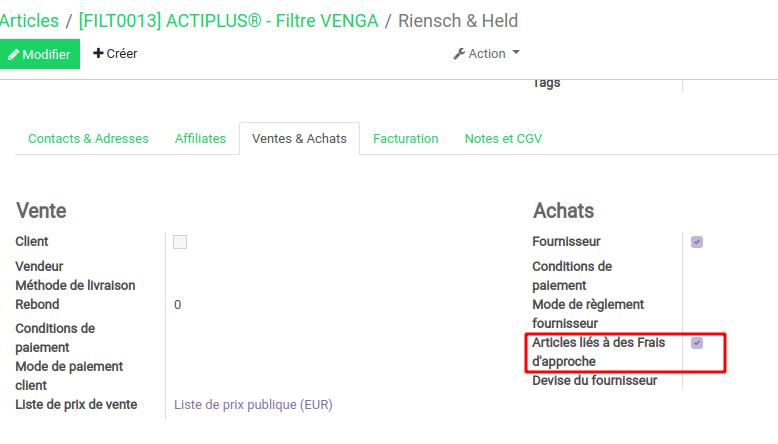 Articles / [FILT0013] ACTIPLUS® - Filtre VENGA / Riensch & Held
Modifier
Créer
Action
Tags
Contacts & Adresses
Affiliates
Ventes & Achats
Facturation
Notes et CGV
Vente
Client
Vendeur
Méthode de livraison
Rebond 0
Conditions de
paiement
Mode de paiement
client
Liste de prix de vente Liste de prix publique (EUR)
Achats
Fournisseur
Conditions de
paiement
Mode de règlement
fournisseur
Articles liés à des Frais
d'approche
Devise du fournisseur